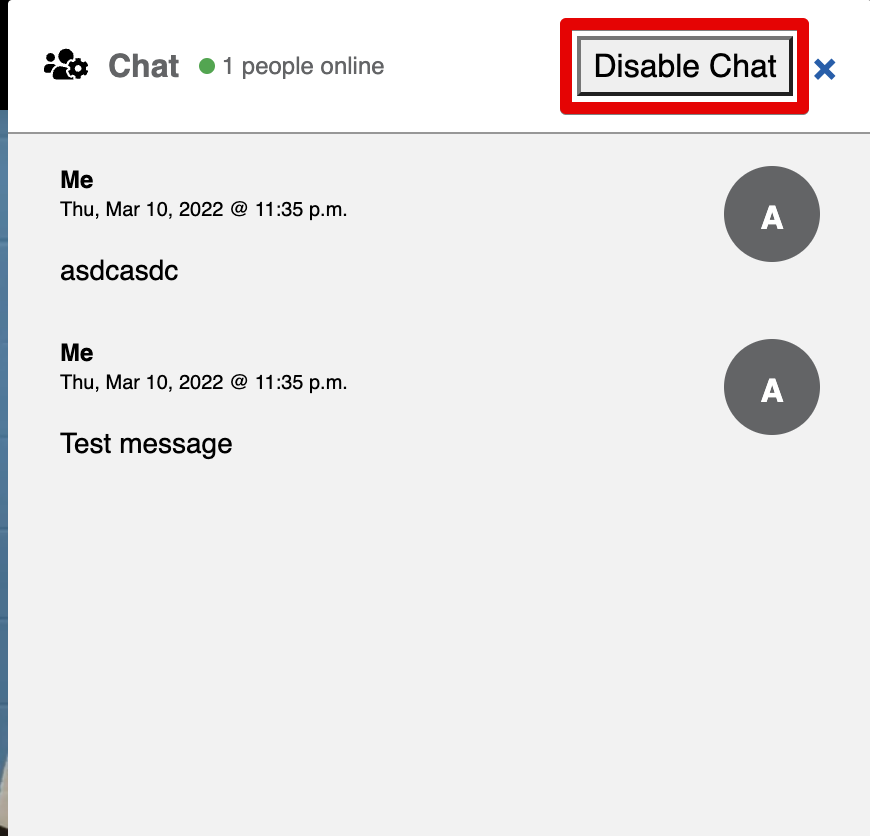 Chat 1 people online Disable Chat
Me
Thu, Mar 10, 2022 @ 11:35 p.m.
A
asdcasdc
Me
Thu, Mar 10, 2022 @ 11:35 p.m.
A
Test message